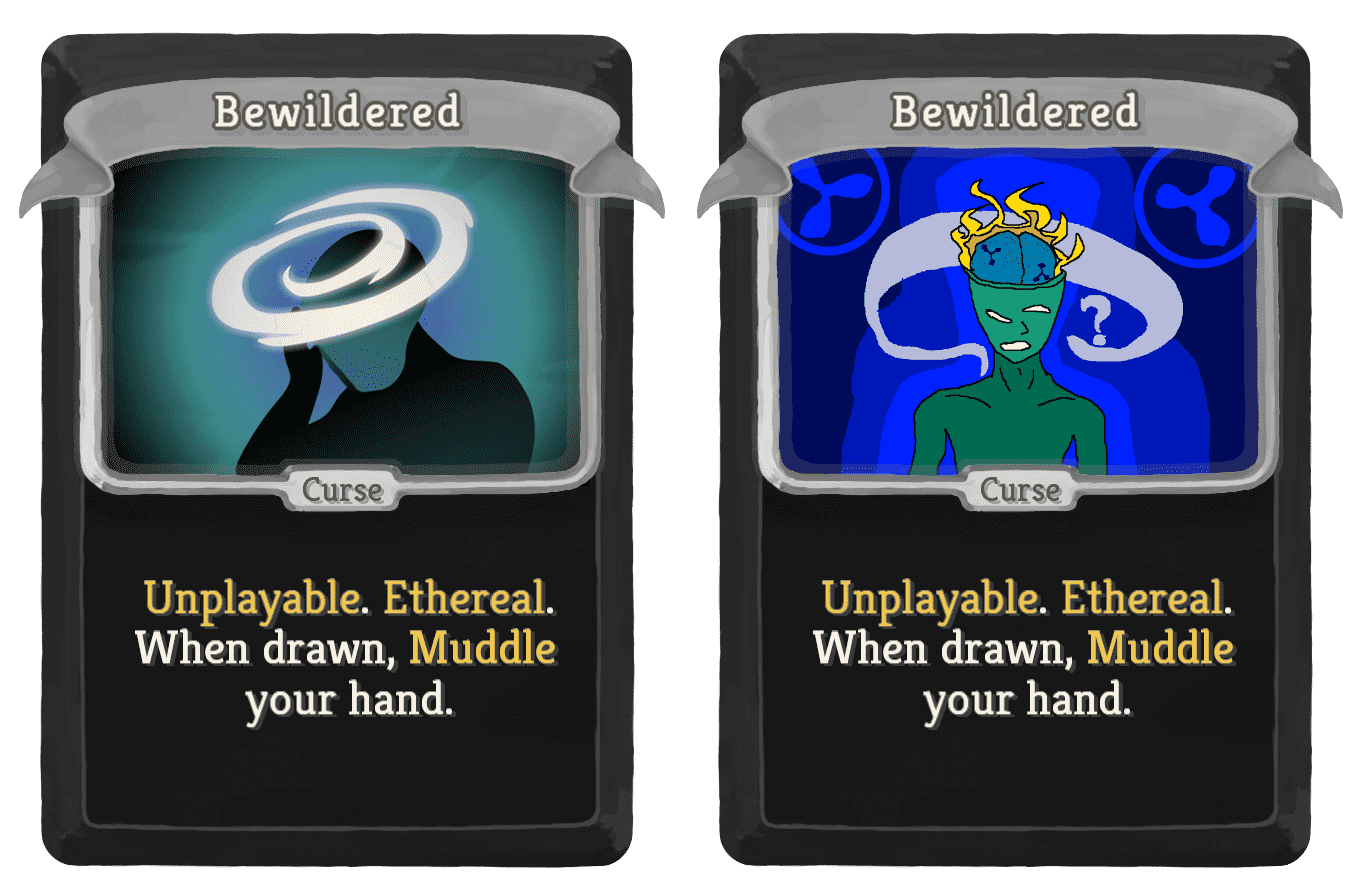 Bewildered
Curse
Unplayable. Ethereal.
When drawn, Muddle
your hand.
Bewildered
?
Curse
Unplayable. Ethereal.
When drawn, Muddle
your hand.